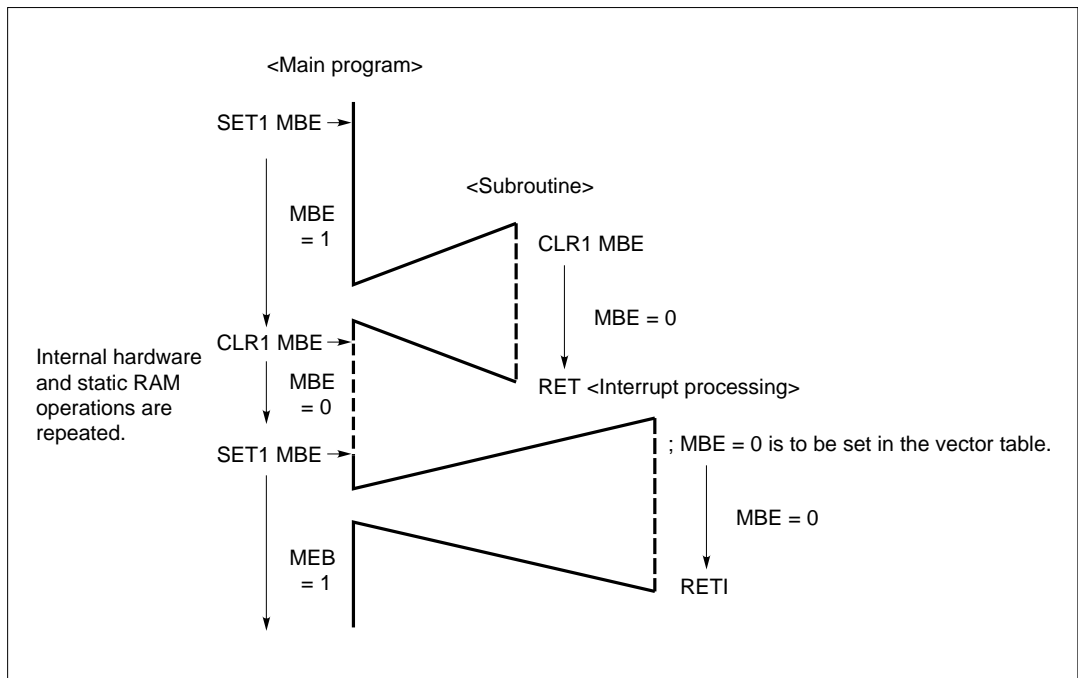 <Main program>
SET1 MBE
<Subroutine>
MBE
= 1
CLR1 MBE
MBE = 0
CLR1 MBE
Internal hardware
and static RAM
operations are
repeated.
MBE
= 0
RET <Interrupt processing>
SET1 MBE
; MBE = 0 is to be set in the vector table.
MBE = 0
MEB
= 1
RETI